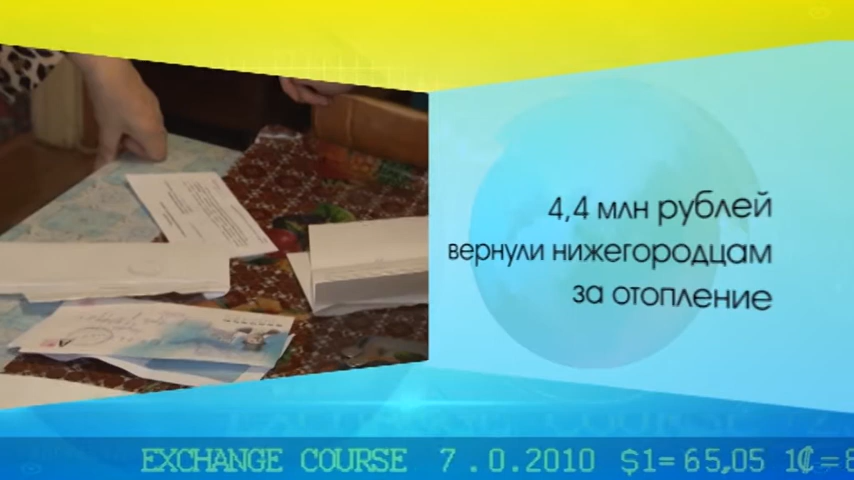 4,4 млн рублей
вернули нижегородцам
за отопление
EXCHANGE COURSE 7.0.2010 $1=65,05